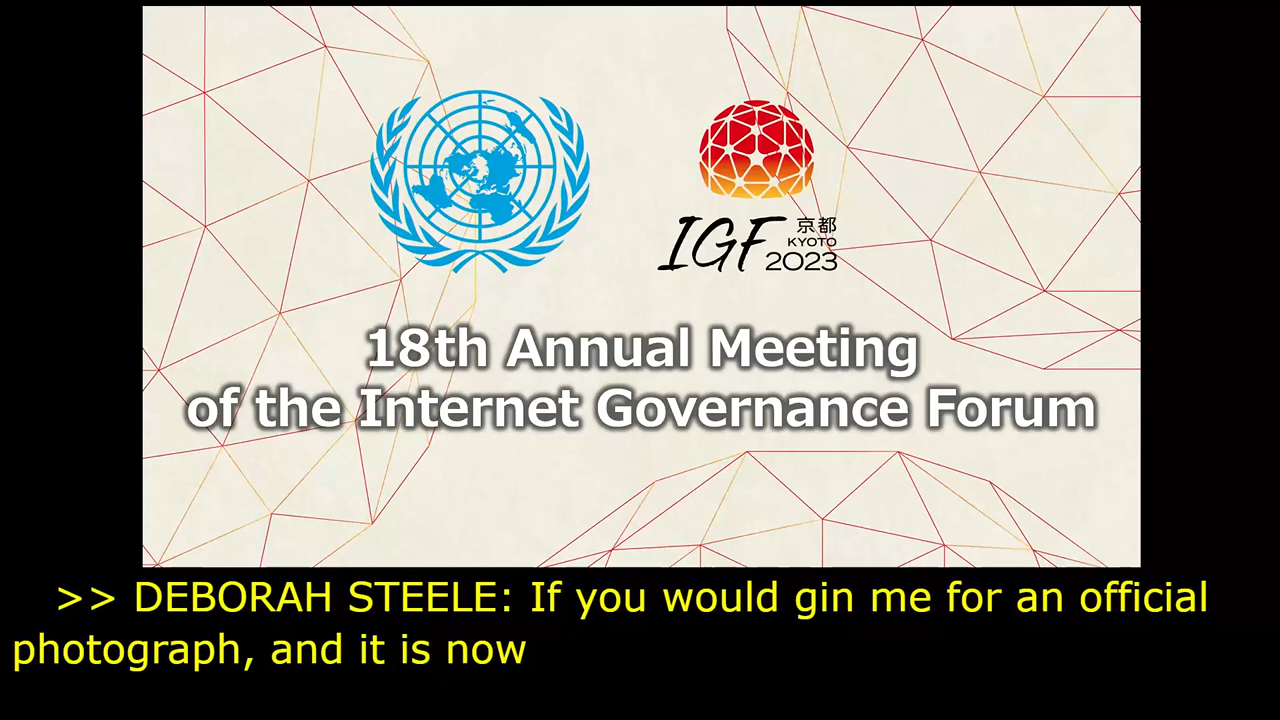 IGF 京都
KYOTO
2023
18th Annual Meeting
of the Internet Governance Forum
>> DEBORAH STEELE: If you would gin me for an official
photograph, and it is now